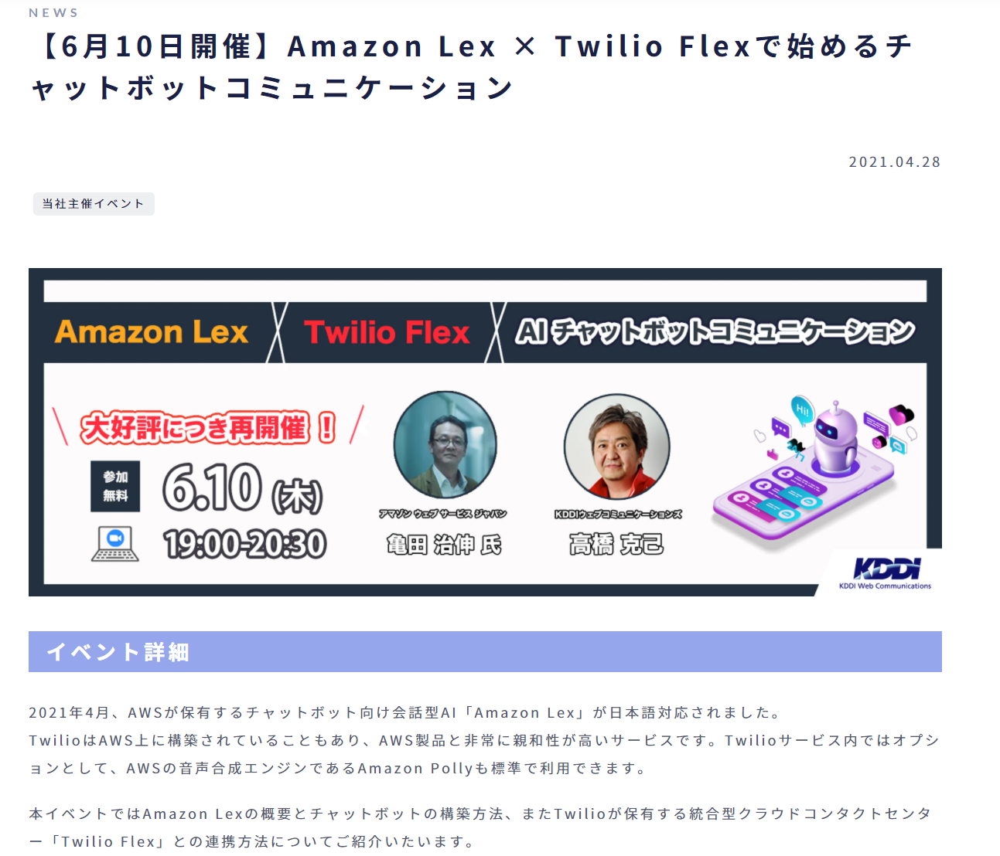 NEWS
【6月10日開催】Amazon Lex × Twilio Flexで始めるチ
ャットボットコミュニケーション
2021.04.28
当社主催イベント
Amazon Lex
Twilio Flex
AI チャットボットコミュニケーション
大好評につき再開催！
参加
無料
6.10 (木)
19:00-20:30
アマゾン ウェブ サービス ジャパン
亀田 治伸 氏
KDDIウェブコミュニケーションズ
高橋 克己
Hi!
KDDI
KDDI Web Communications
イベント詳細
2021年4月、AWSが保有するチャットボット向け会話型AI「Amazon Lex」が日本語対応されました。
TwilioはAWS上に構築されていることもあり、AWS製品と非常に親和性が高いサービスです。Twilioサービス内ではオプシ
ョンとして、AWSの音声合成エンジンであるAmazon Pollyも標準で利用できます。
本イベントではAmazon Lexの概要とチャットボットの構築方法、またTwilioが保有する統合型クラウドコンタクトセンタ
ー「Twilio Flex」との連携方法についてご紹介いたします。